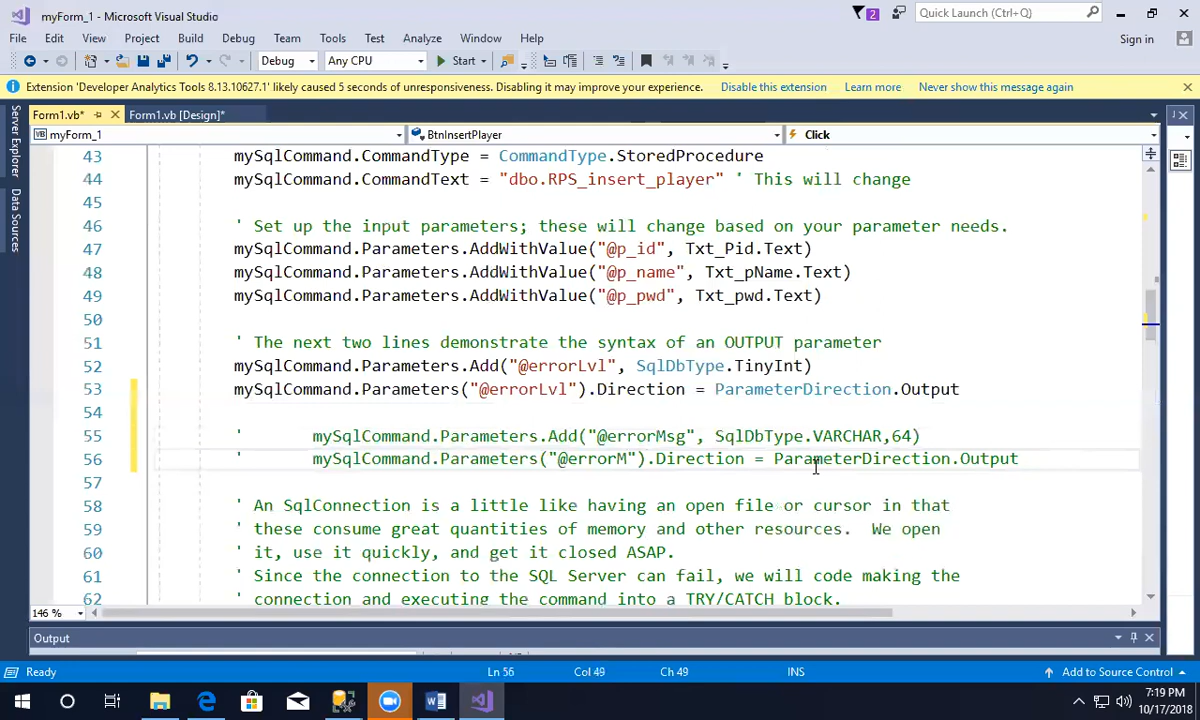 myForm_1 - Microsoft Visual Studio
2
Quick Launch (Ctrl+Q)
File Edit View Project Build Debug Team Tools Test Analyze Window Help
Sign in
Debug Any CPU Start
Extension 'Developer Analytics Tools 8.13.10627.1' likely caused 5 seconds of unresponsiveness. Disabling it may improve your experience. Disable this extension Learn more Never show this message again
Form1.vb* Form1.vb [Design]*
Server Explorer
Data Sources
VB myForm_1 BtnInsertPlayer Click
43 mySqlCommand.CommandType = CommandType.StoredProcedure
44 mySqlCommand.CommandText = "dbo.RPS_insert_player" ' This will change
45
46 ' Set up the input parameters; these will change based on your parameter needs.
47 mySqlCommand.Parameters.AddWithValue("@p_id", Txt_Pid.Text)
48 mySqlCommand.Parameters.AddWithValue("@p_name", Txt_pName.Text)
49 mySqlCommand.Parameters.AddWithValue("@p_pwd", Txt_pwd.Text)
50
51 ' The next two lines demonstrate the syntax of an OUTPUT parameter
52 mySqlCommand.Parameters.Add("@errorLvl", SqlDbType.TinyInt)
53 mySqlCommand.Parameters("@errorLvl").Direction = ParameterDirection.Output
54
55 ' mySqlCommand.Parameters.Add("@errorMsg", SqlDbType.VARCHAR,64)
56 ' mySqlCommand.Parameters("@errorM").Direction = ParameterDirection.Output
57
58 ' An SqlConnection is a little like having an open file or cursor in that
59 ' these consume great quantities of memory and other resources. We open
60 ' it, use it quickly, and get it closed ASAP.
61 ' Since the connection to the SQL Server can fail, we will code making the
62 ' connection and executing the command into a TRY/CATCH block.
146 %
Output
Ready Ln 56 Col 49 Ch 49 INS Add to Source Control
7:19 PM
10/17/2018